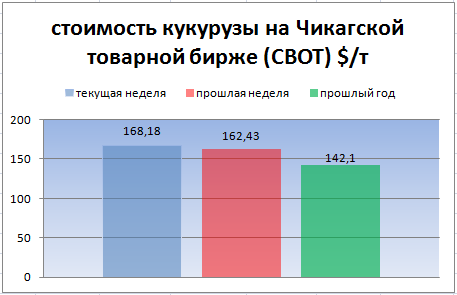 стоимость кукурузы на Чикагской
товарной бирже (CBOT) $/т
текущая неделя прошлая неделя прошлый год
200
150
100
50
0
168,18
162,43
142,1